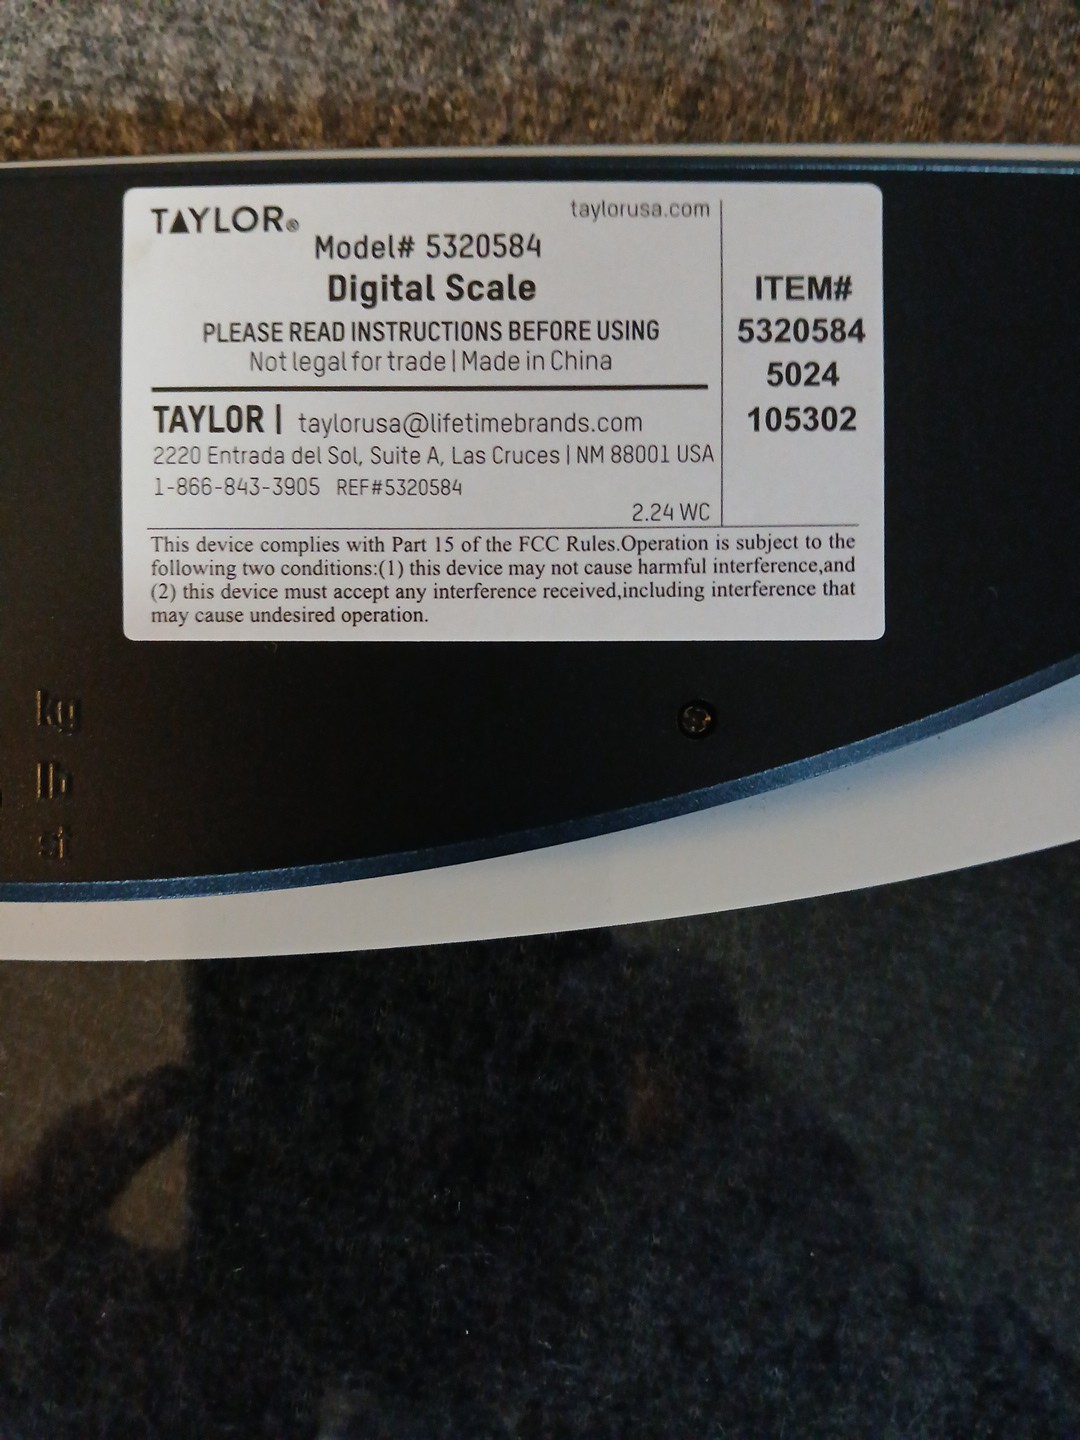 TAYLOR®
taylorusa.com
Model# 5320584
Digital Scale
PLEASE READ INSTRUCTIONS BEFORE USING
Not legal for trade | Made in China
TAYLOR | taylorusa@lifetimebrands.com
2220 Entrada del Sol, Suite A, Las Cruces | NM 88001 USA
1-866-843-3905 REF#5320584
2.24 WC
ITEM#
5320584
5024
105302
This device complies with Part 15 of the FCC Rules.Operation is subject to the
following two conditions:(1) this device may not cause harmful interference,and
(2) this device must accept any interference received,including interference that
may cause undesired operation.
kg
lb
st